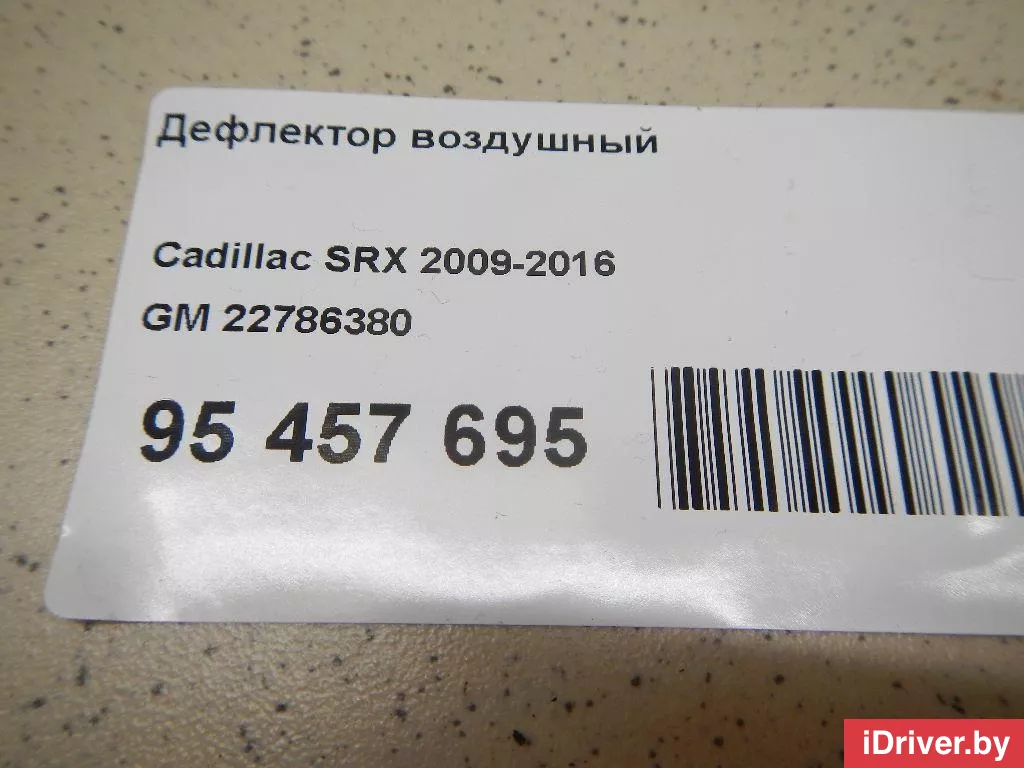 Дефлектор воздушный
Cadillac SRX 2009-2016
GM 22786380
95 457 695
iDriver.by